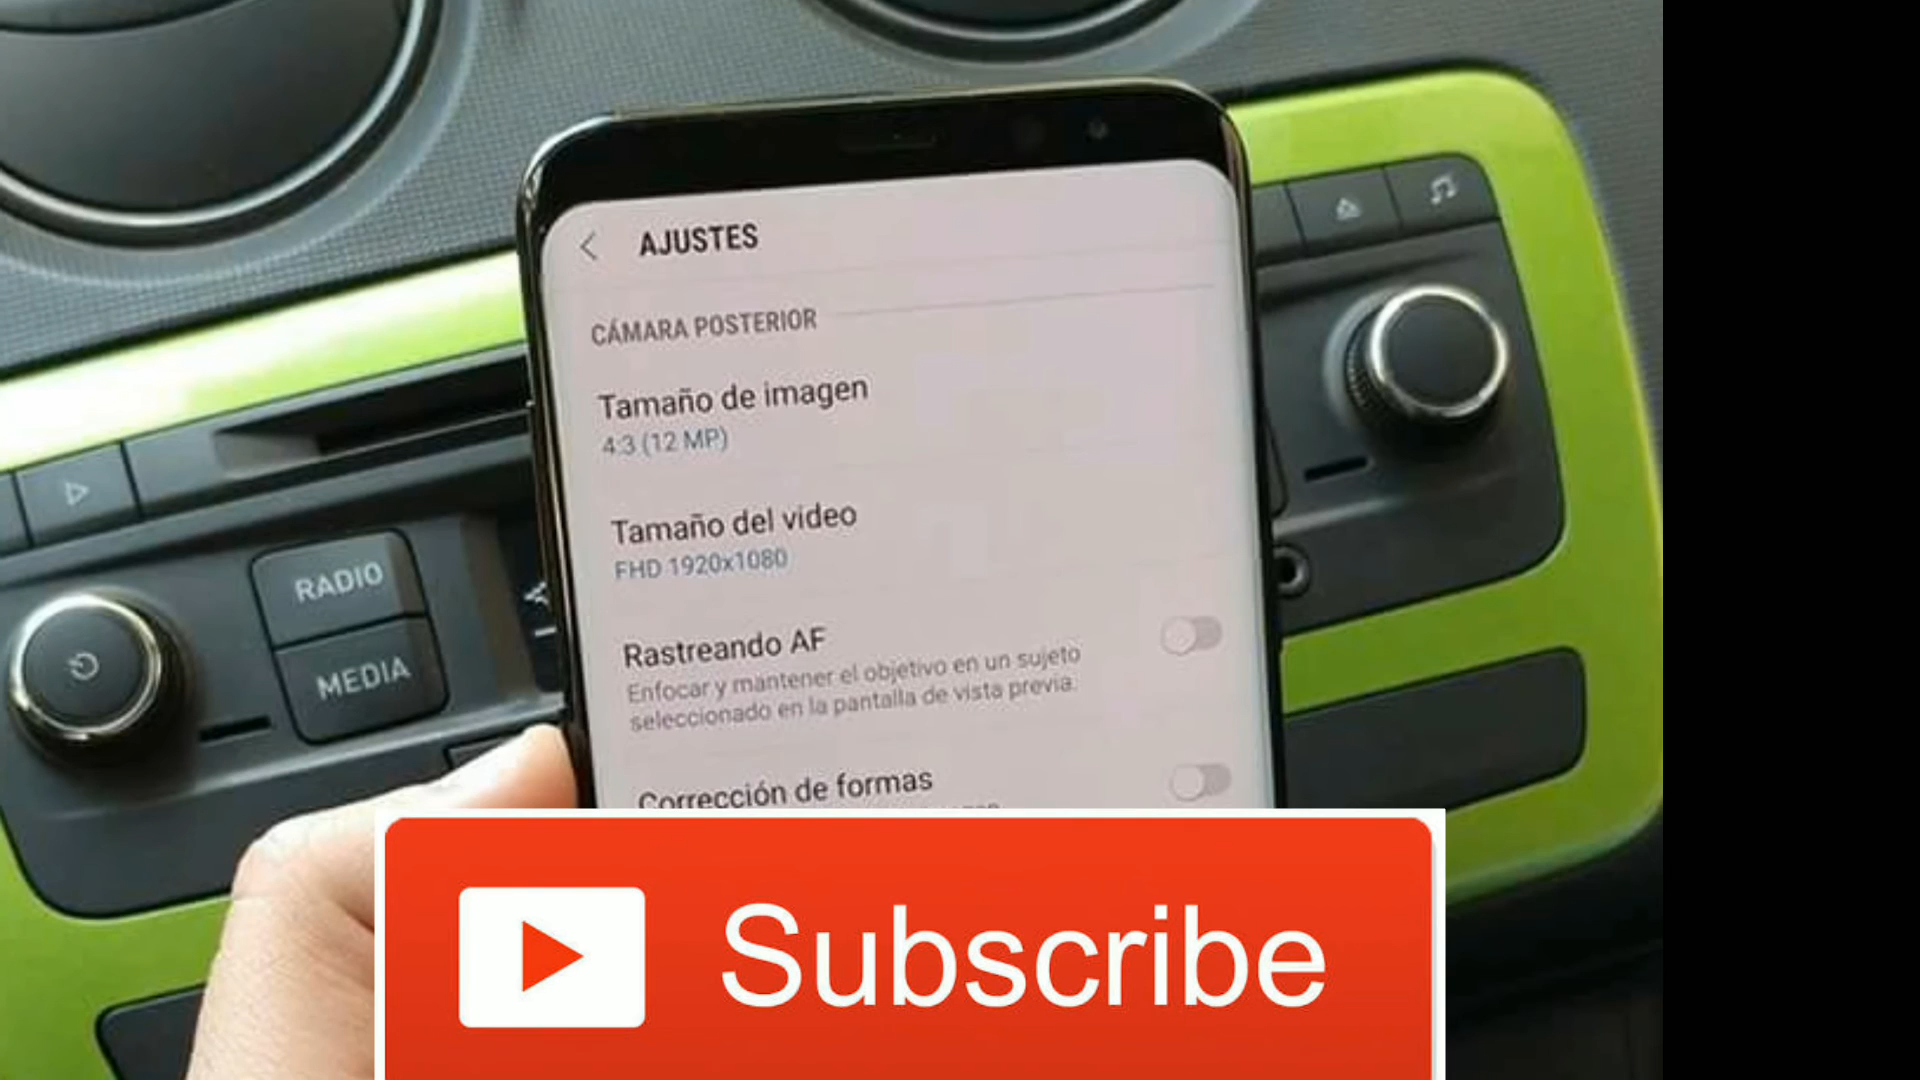 AJUSTES
CÁMARA POSTERIOR
Tamaño de imagen
4:3 (12 MP)
Tamaño del video
FHD 1920x1080
Rastreando AF
Enfocar y mantener el objetivo en un sujeto
seleccionado en la pantalla de vista previa.
Corrección de formas
RADIO
MEDIA
Subscribe